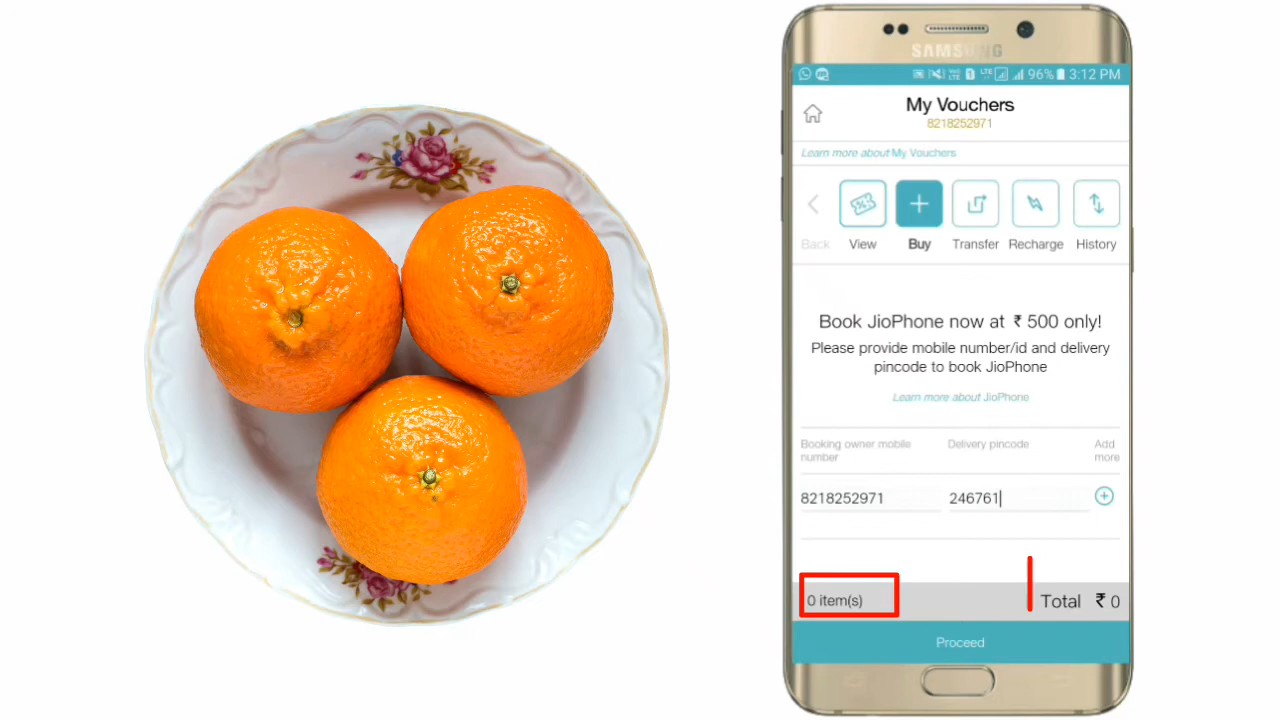 SAMSUNG
96% 3:12 PM
My Vouchers
8218252971
Learn more about My Vouchers
Back View Buy Transfer Recharge History
Book JioPhone now at ₹ 500 only!
Please provide mobile number/id and delivery
pincode to book JioPhone
Learn more about JioPhone
Booking owner mobile
number
Delivery pincode
Add
more
8218252971
246761
0 item(s)
Total ₹ 0
Proceed